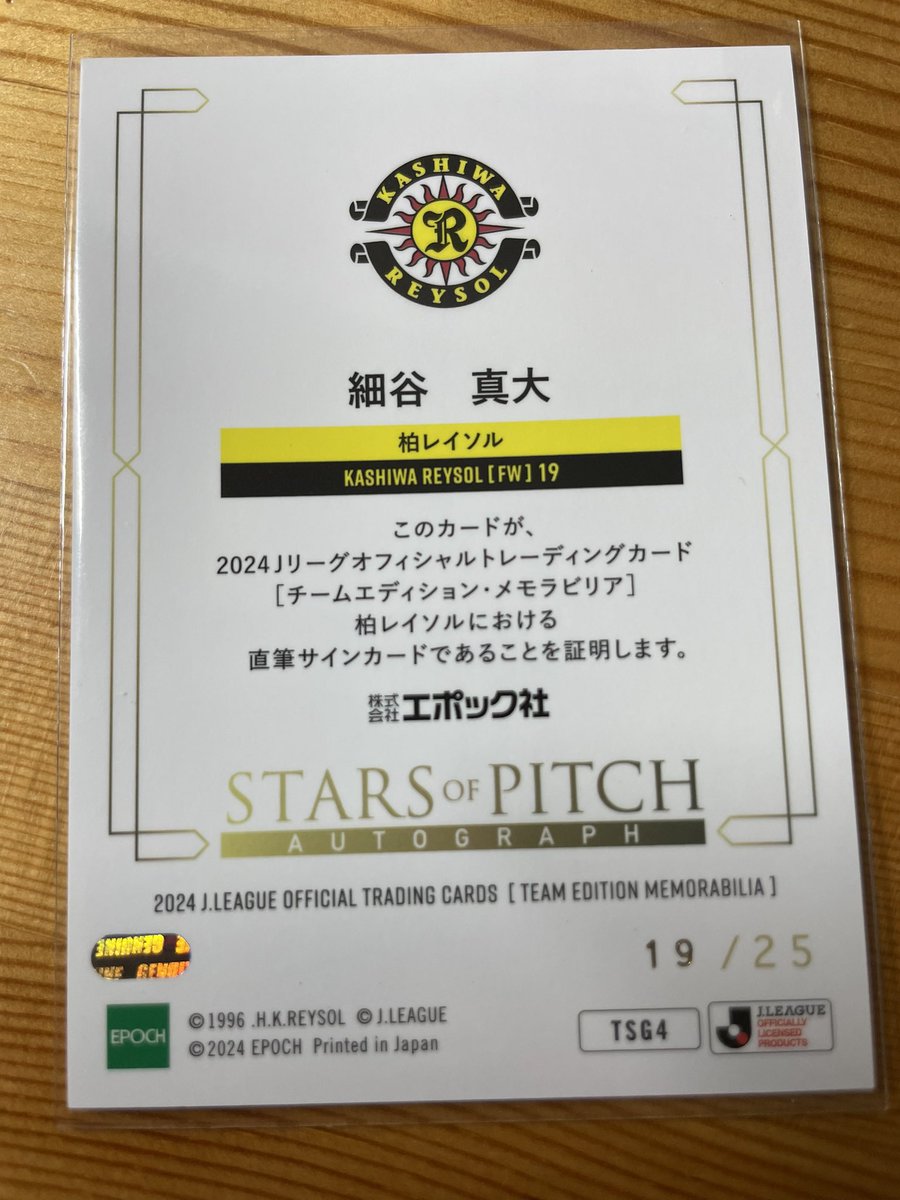 KASHIWA
R
REYSOL
細谷 真大
柏レイソル
KASHIWA REYSOL [FW] 19
このカードが、
2024Jリーグオフィシャルトレーディングカード
[チームエディション・メモラビリア]
柏レイソルにおける
直筆サインカードであることを証明します。
株式会社エポック社
STARS OF PITCH
AUTOGRAPH
2024 J.LEAGUE OFFICIAL TRADING CARDS [ TEAM EDITION MEMORABILIA ]
19 /25
GENUINE
EPOCH
©1996 .H.K.REYSOL ©J.LEAGUE
©2024 EPOCH Printed in Japan
TSG4
J.LEAGUE
OFFICIALLY
LICENSED
PRODUCTS